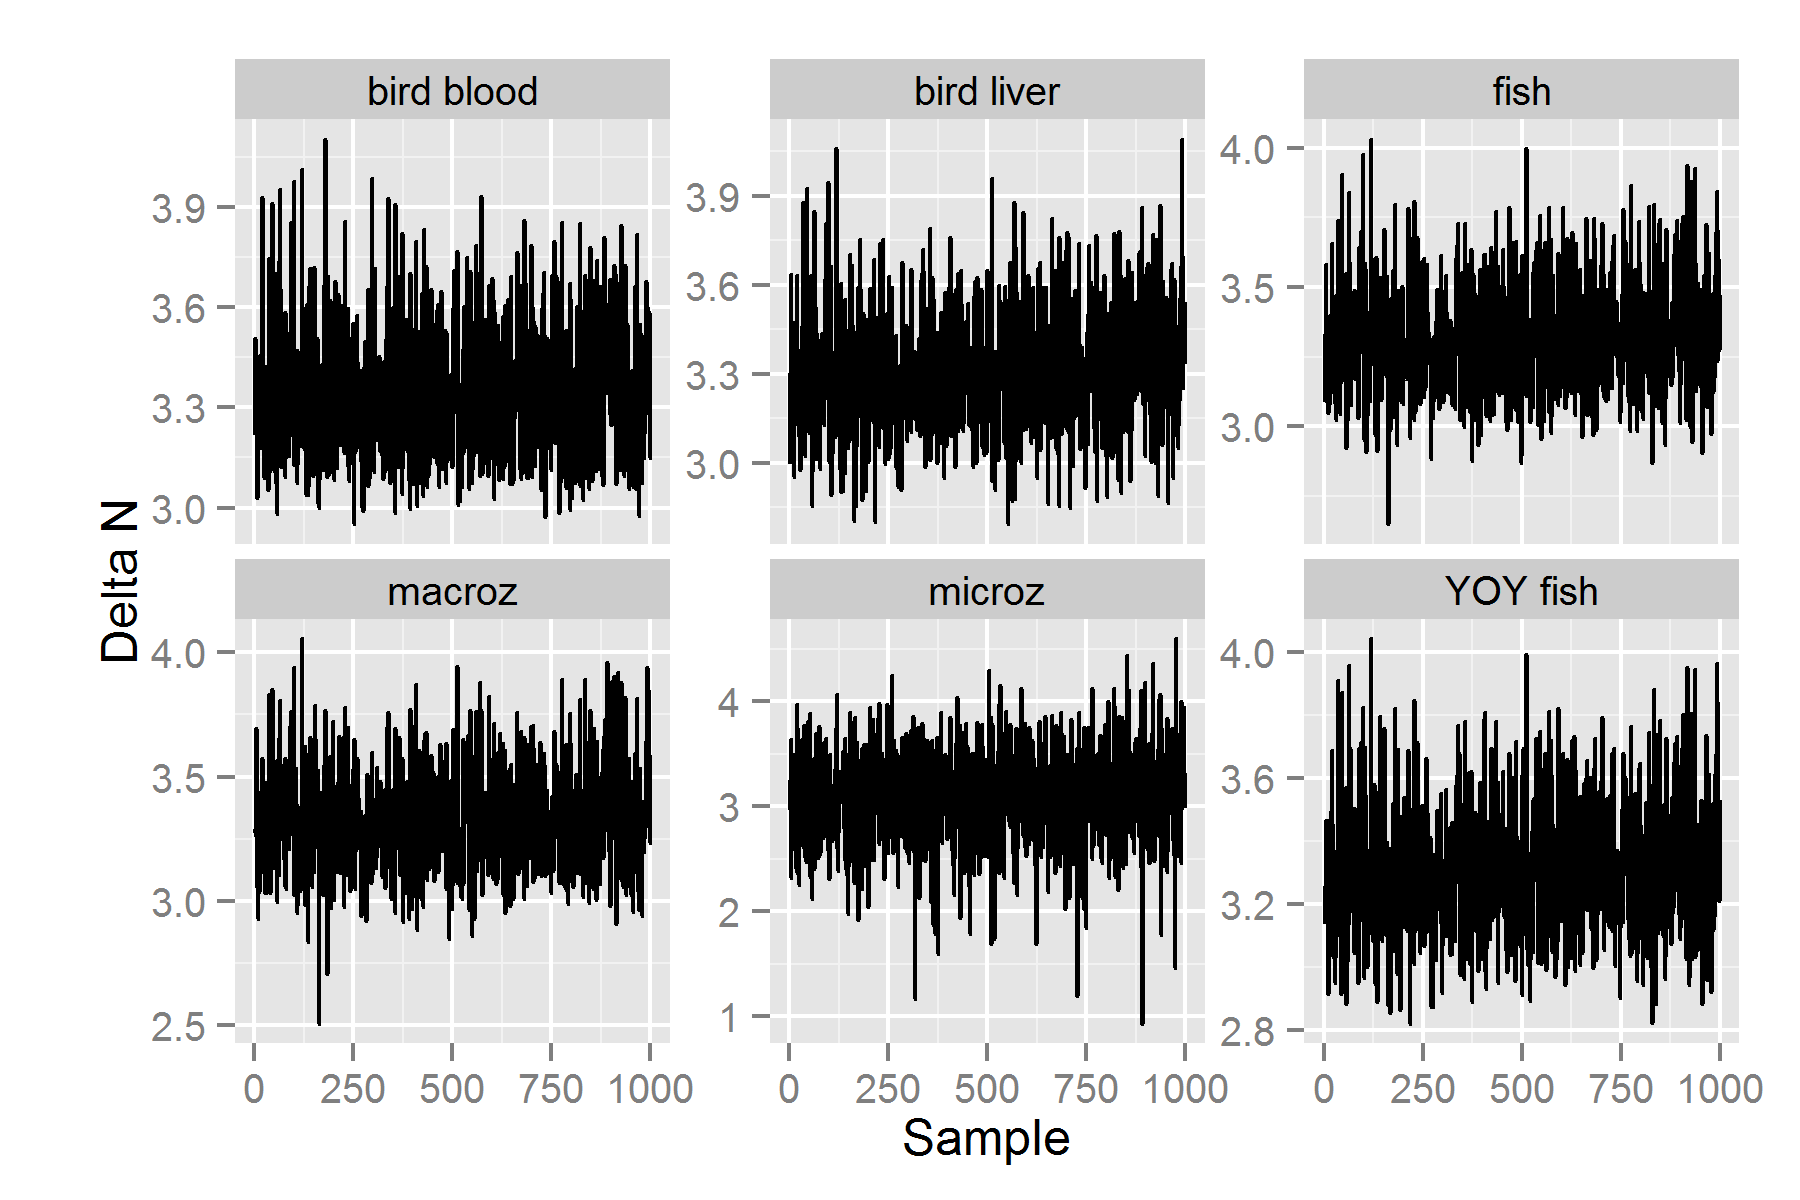 bird blood bird liver fish
3.9 3.9 4.0
3.6 3.6 3.5
3.3 3.3 3.0
3.0 3.0
Delta N
macroz microz YOY fish
4.0 4 4.0
3.5 3 3.6
3.0 2 3.2
2.5 1 2.8
0 250 500 750 1000 0 250 500 750 1000 0 250 500 750 1000
Sample